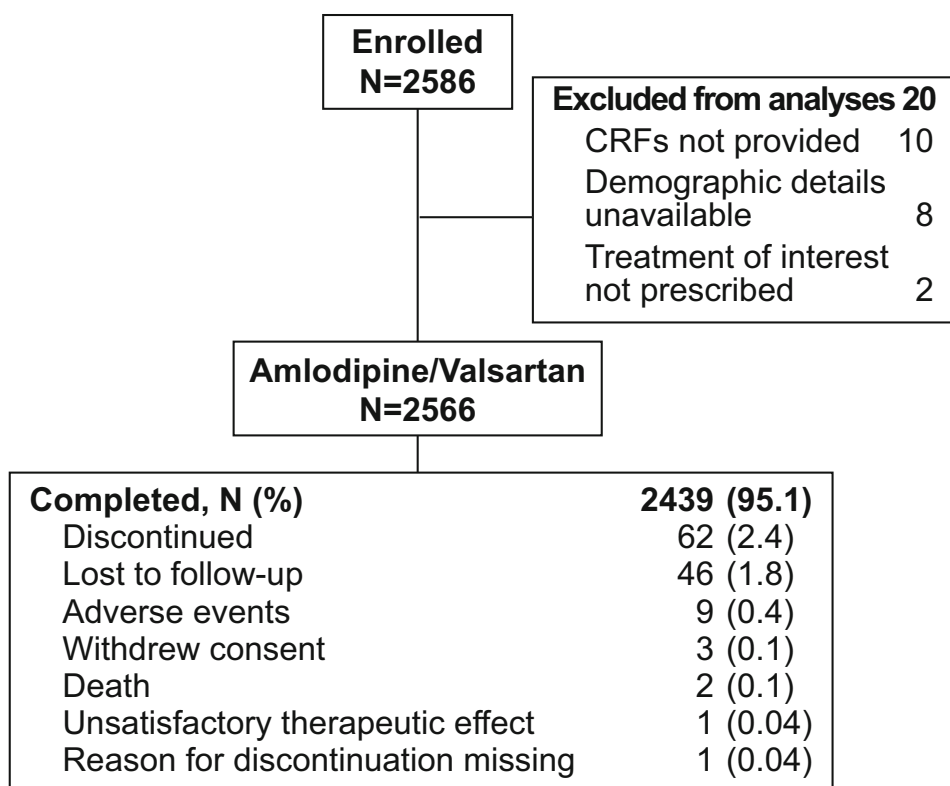 Enrolled
N=2586
Excluded from analyses 20
CRFs not provided 10
Demographic details
unavailable 8
Treatment of interest
not prescribed 2
Amlodipine/Valsartan
N=2566
Completed, N (%) 2439 (95.1)
Discontinued 62 (2.4)
Lost to follow-up 46 (1.8)
Adverse events 9 (0.4)
Withdrew consent 3 (0.1)
Death 2 (0.1)
Unsatisfactory therapeutic effect 1 (0.04)
Reason for discontinuation missing 1 (0.04)